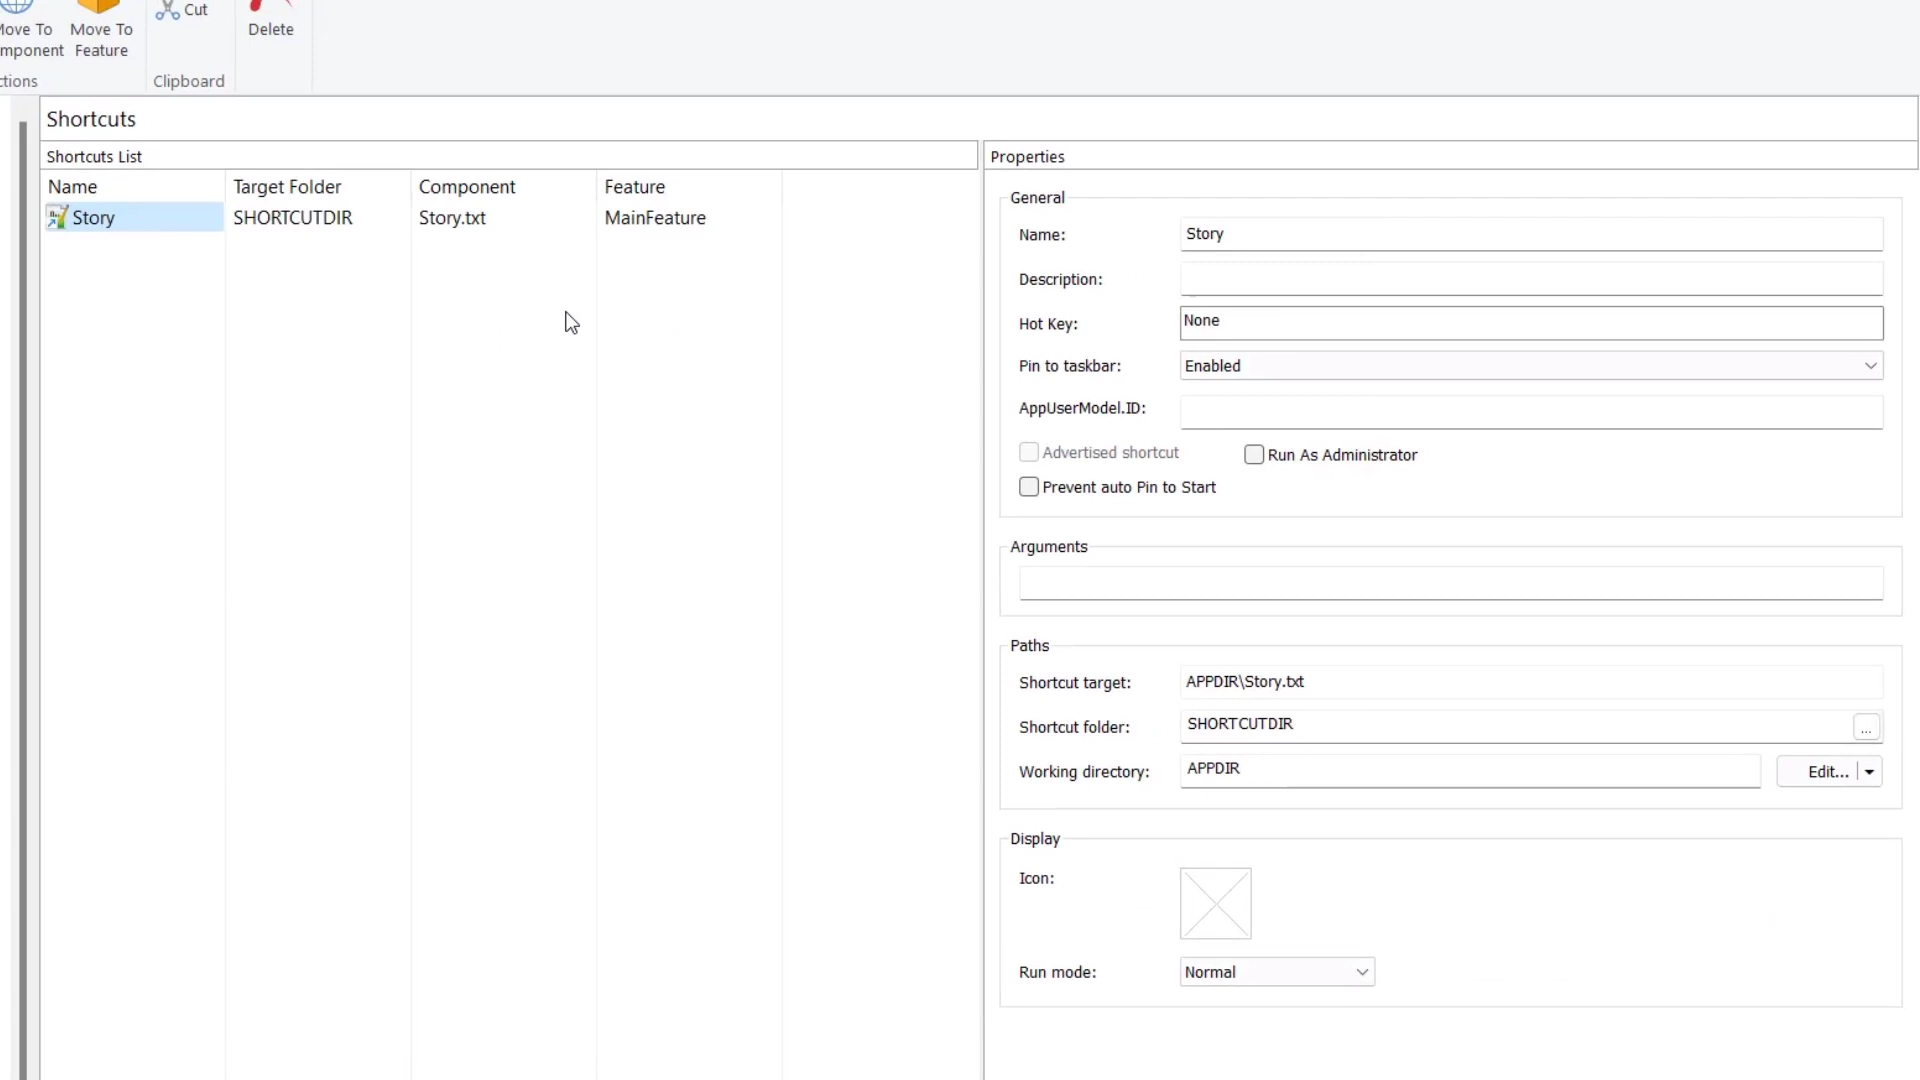 Move To
Component
Move To
Feature
Cut
Delete
ctions
Clipboard
Shortcuts
Shortcuts List
Name
Target Folder
Component
Feature
Story
SHORTCUTDIR
Story.txt
MainFeature
Properties
General
Name:
Story
Description:
Hot Key:
None
Pin to taskbar:
Enabled
AppUserModel.ID:
Advertised shortcut
Run As Administrator
Prevent auto Pin to Start
Arguments
Paths
Shortcut target:
APPDIR\Story.txt
Shortcut folder:
SHORTCUTDIR
...
Working directory:
APPDIR
Edit...
Display
Icon:
Run mode:
Normal